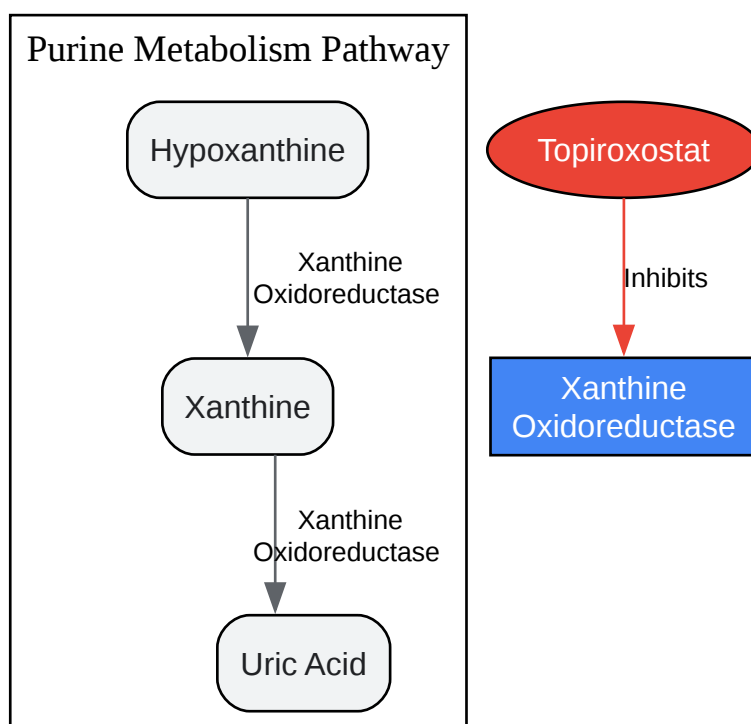 Purine Metabolism Pathway
Hypoxanthine
Xanthine
Oxidoreductase
Xanthine
Xanthine
Oxidoreductase
Uric Acid
Topiroxostat
Inhibits
Xanthine
Oxidoreductase